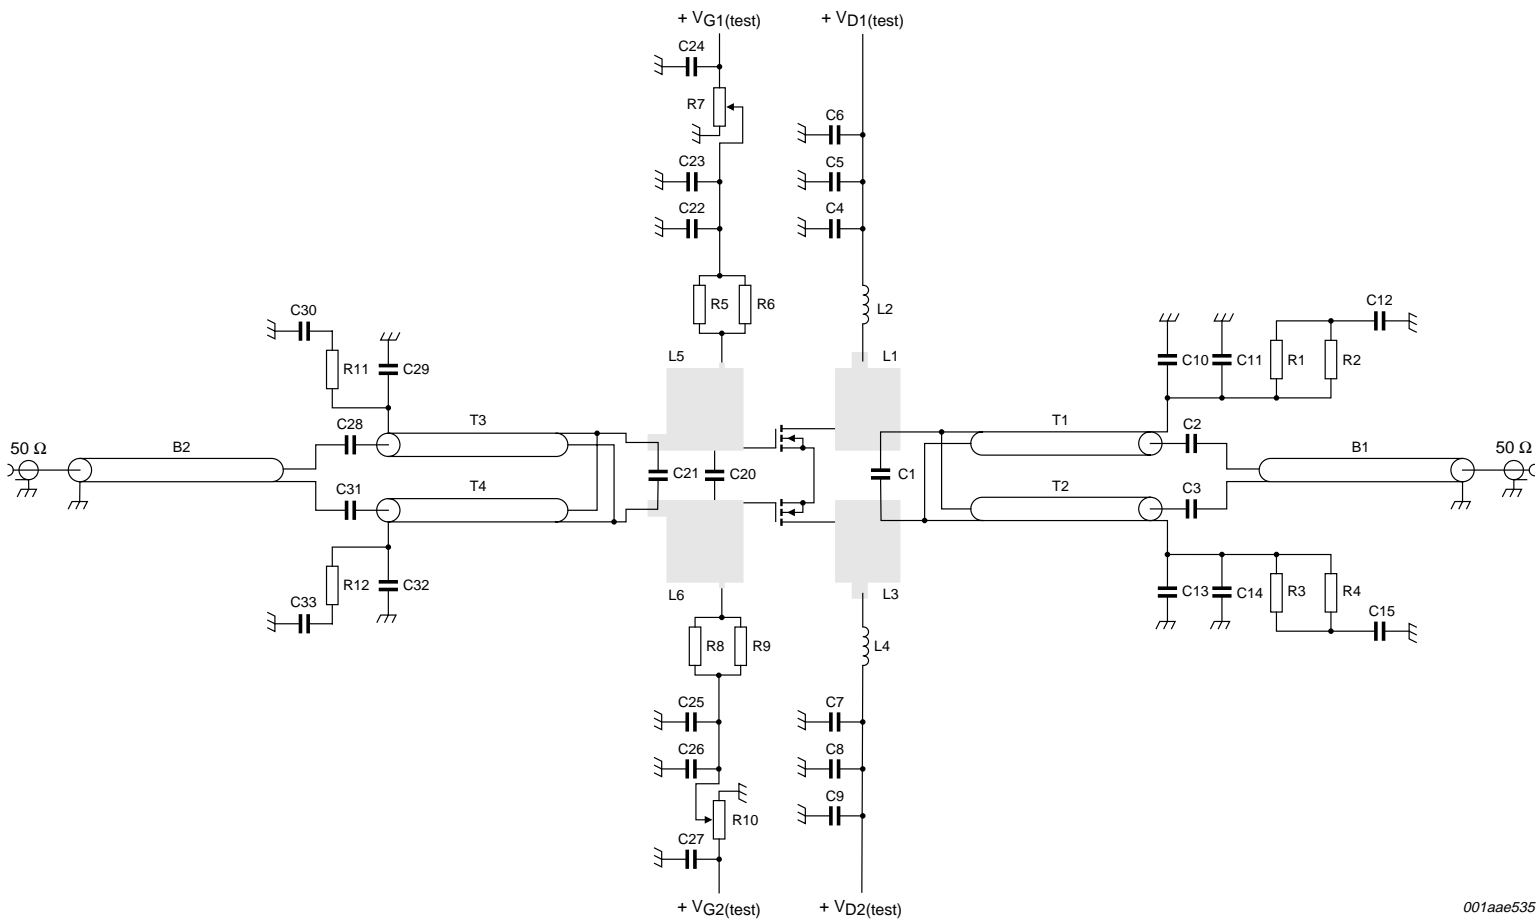 + VG1(test)
+ VD1(test)
C24
R7
C6
C23
C5
C22
C4
R5
R6
L2
C30
C12
R11
C29
L5
L1
C10
C11
R1
R2
T3
T1
C28
C2
50 Ω
B2
B1
50 Ω
C21
C20
C1
C31
T4
T2
C3
R12
C32
C33
L6
L3
C13
C14
R3
R4
C15
R8
R9
L4
C25
C7
C26
C8
C9
R10
C27
+ VG2(test)
+ VD2(test)
001aae535